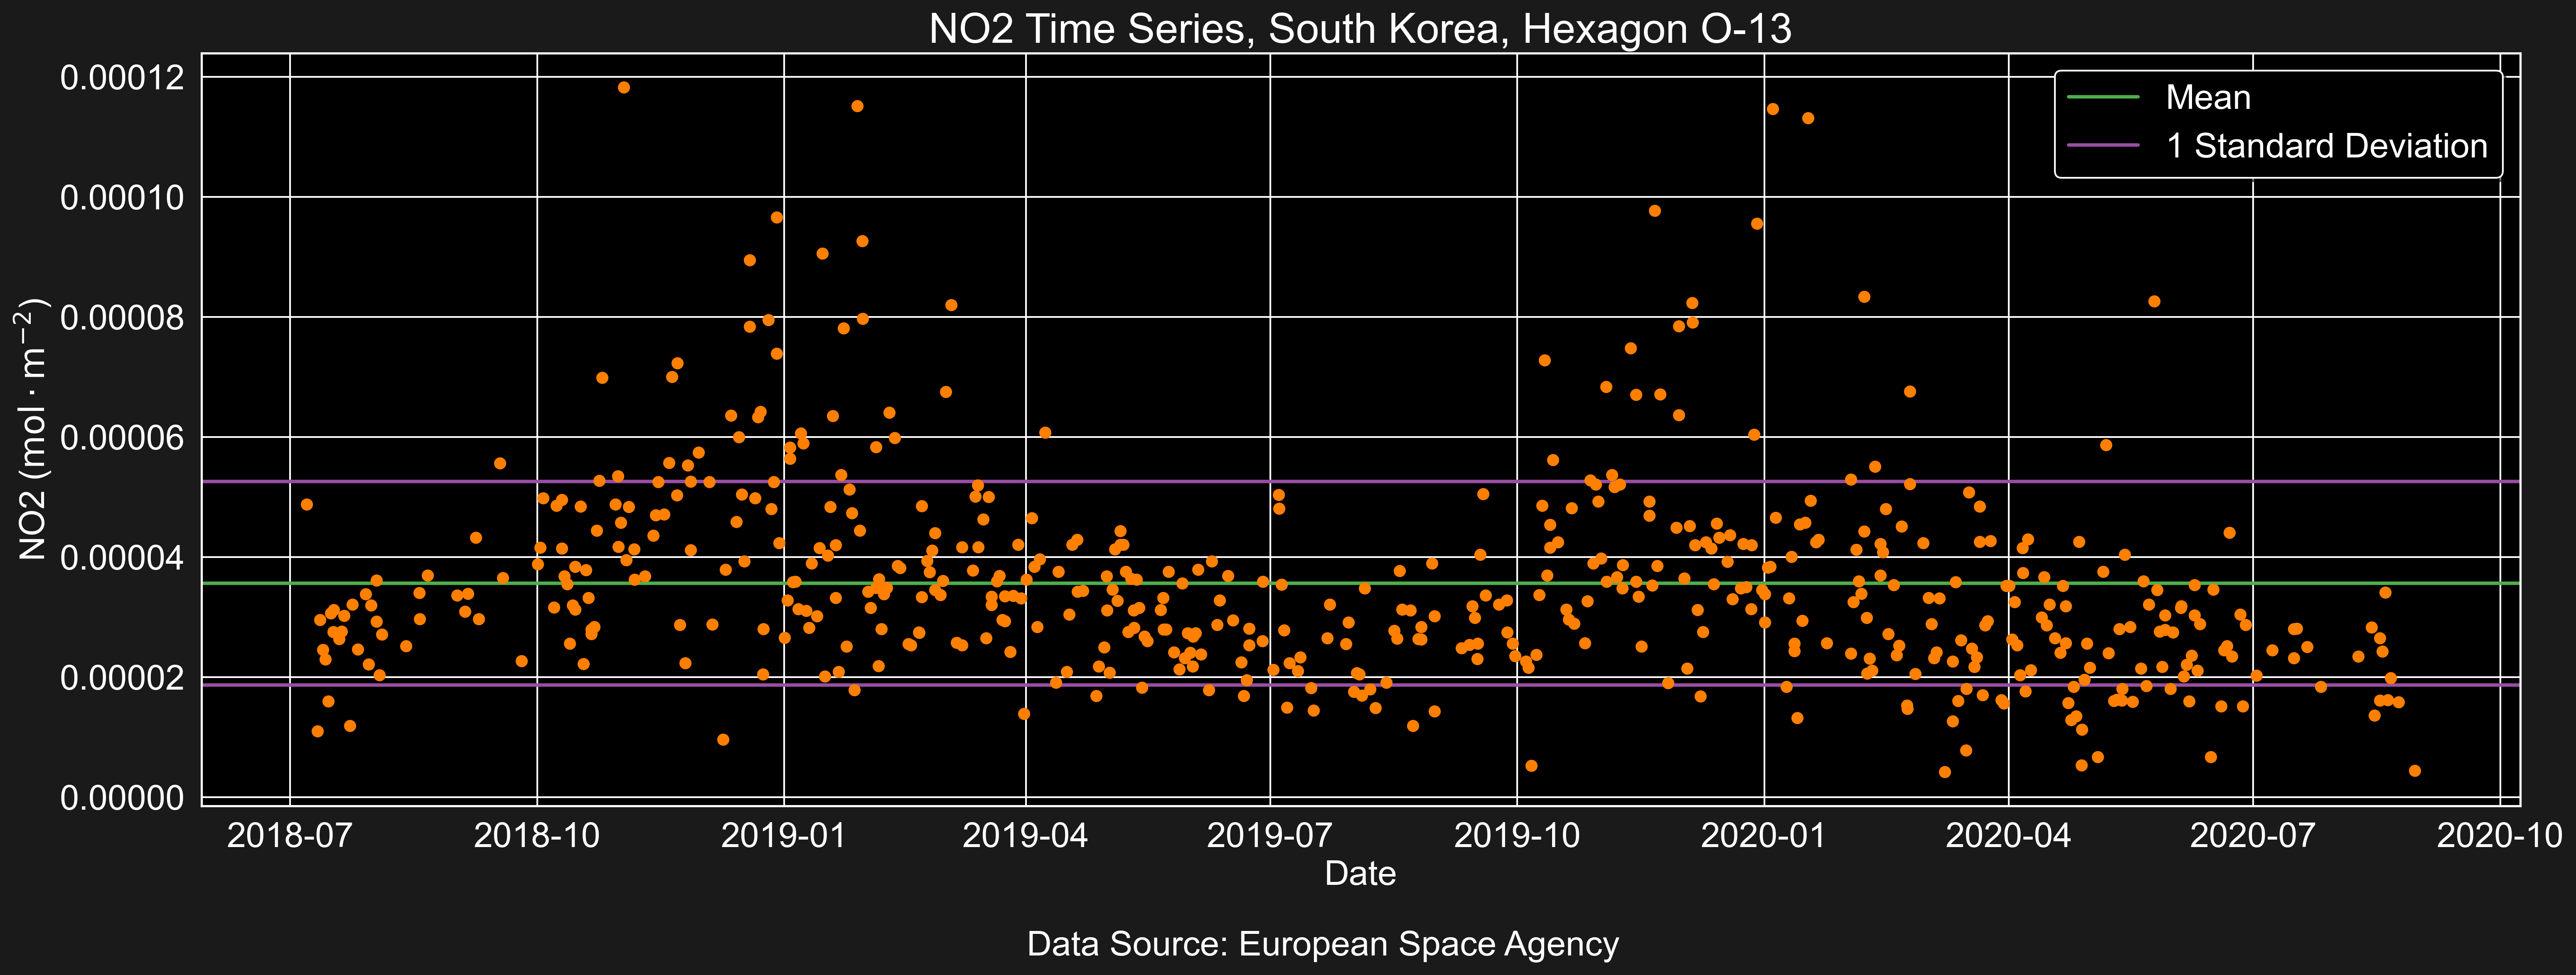 NO2 Time Series, South Korea, Hexagon O-13
0.00012
0.00010
0.00008
0.00006
0.00004
0.00002
0.00000
NO2 (mol · m⁻²)
Mean
1 Standard Deviation
2018-07 2018-10 2019-01 2019-04 2019-07 2019-10 2020-01 2020-04 2020-07 2020-10
Date
Data Source: European Space Agency